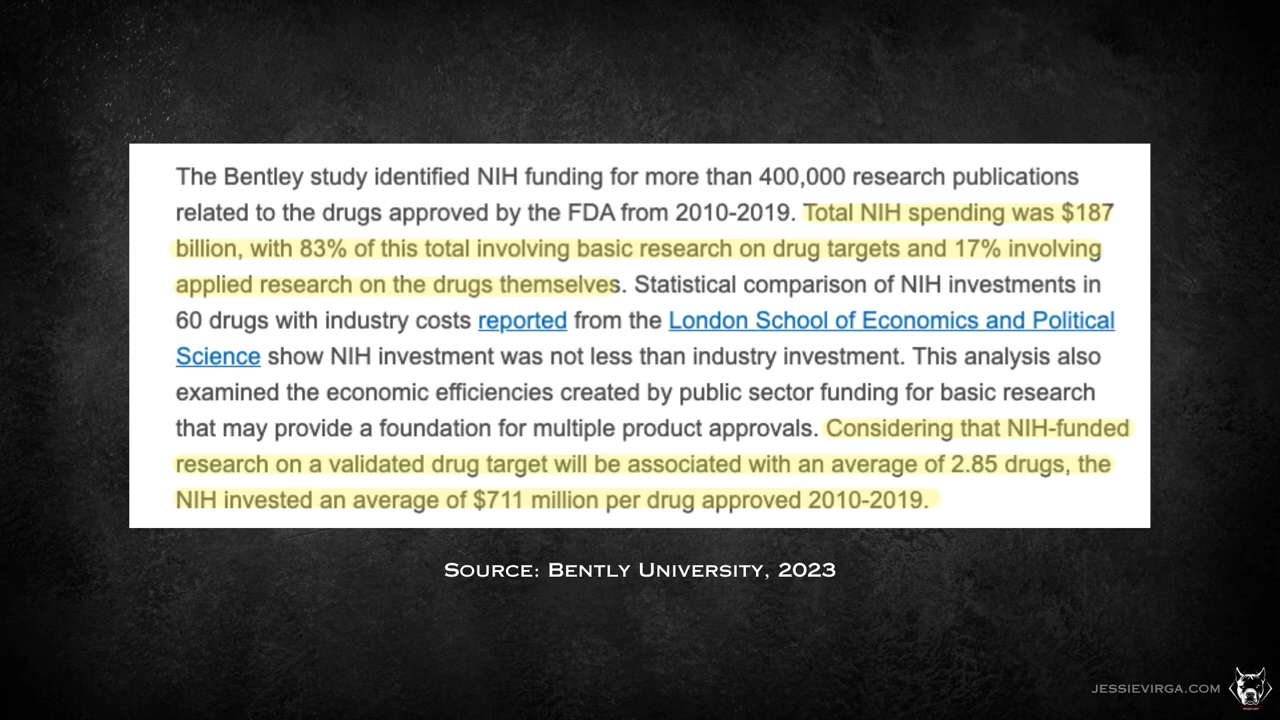 The Bentley study identified NIH funding for more than 400,000 research publications
related to the drugs approved by the FDA from 2010-2019. Total NIH spending was $187
billion, with 83% of this total involving basic research on drug targets and 17% involving
applied research on the drugs themselves. Statistical comparison of NIH investments in
60 drugs with industry costs reported from the London School of Economics and Political
Science show NIH investment was not less than industry investment. This analysis also
examined the economic efficiencies created by public sector funding for basic research
that may provide a foundation for multiple product approvals. Considering that NIH-funded
research on a validated drug target will be associated with an average of 2.85 drugs, the
NIH invested an average of $711 million per drug approved 2010-2019.
Source: Bently University, 2023
JESSIEVIRGA.COM